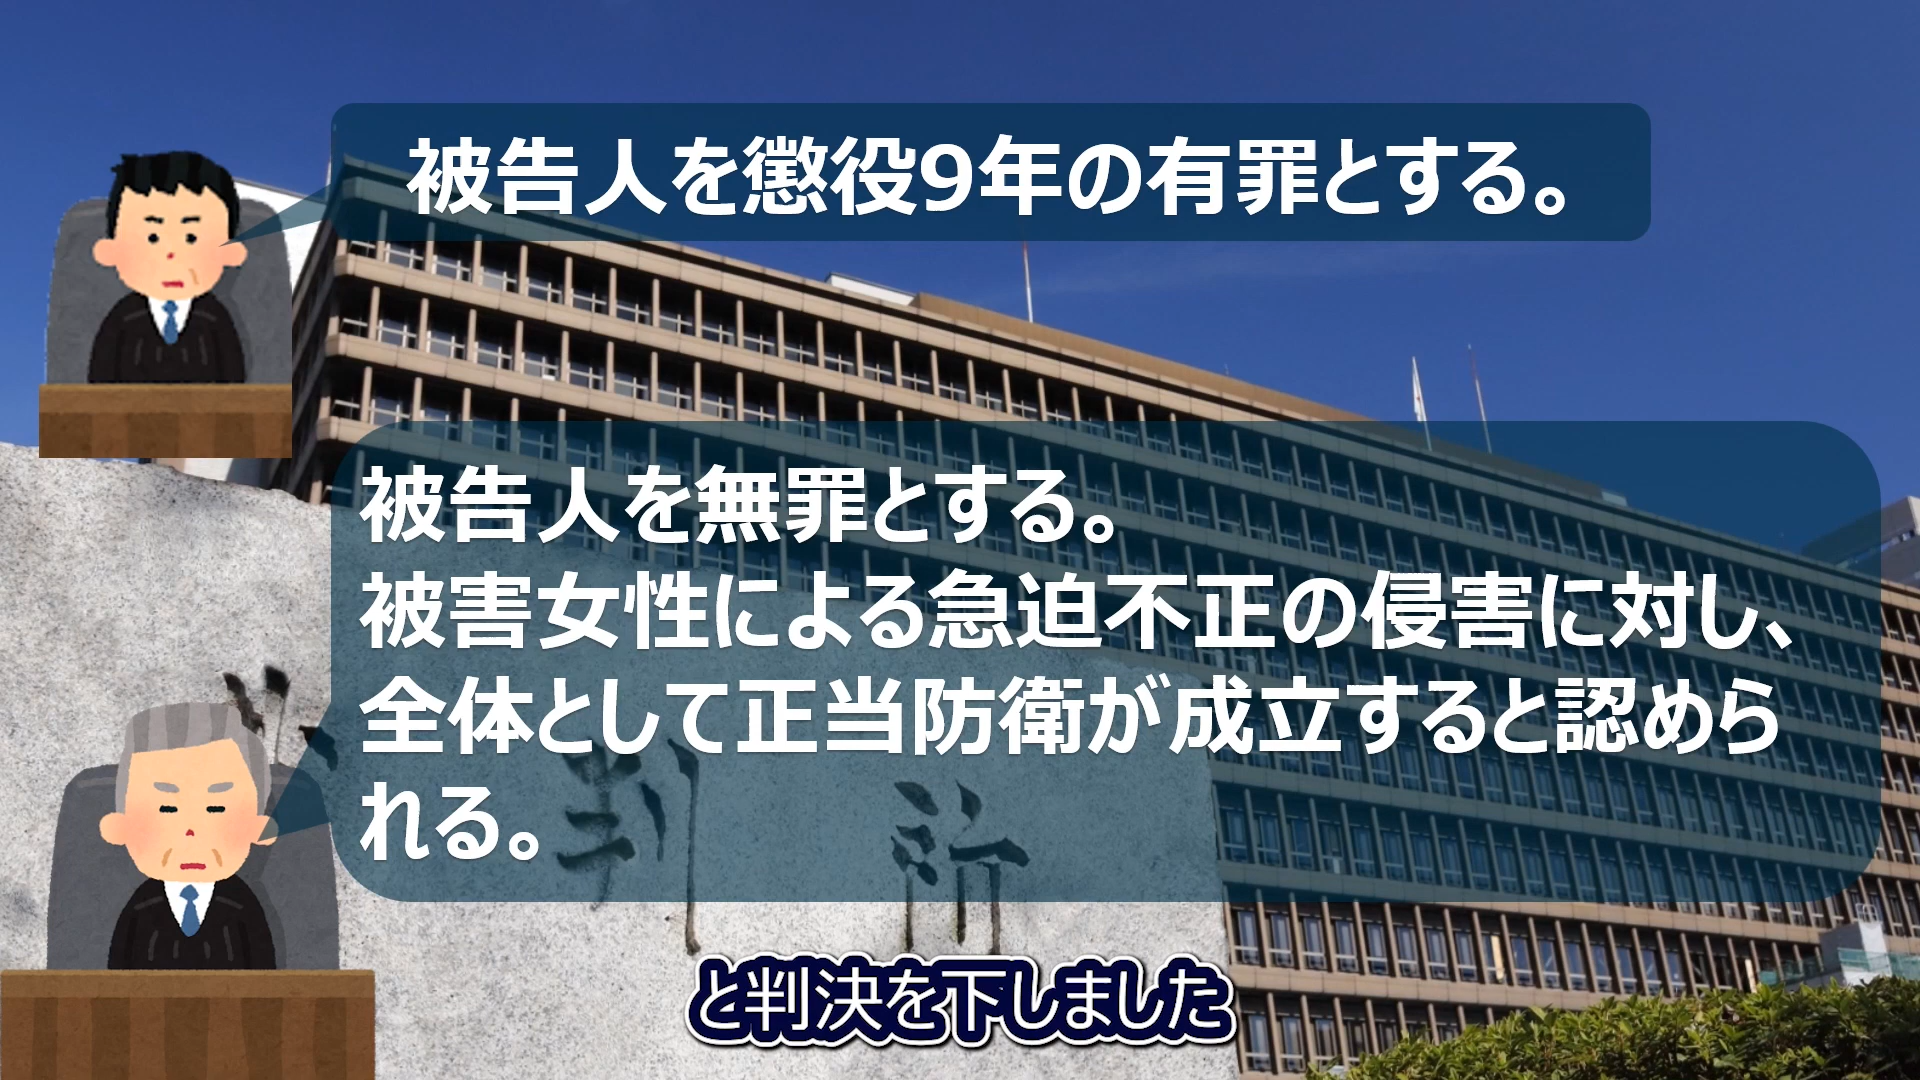 被告人を懲役9年の有罪とする。
被告人を無罪とする。
被害女性による急迫不正の侵害に対し、
全体として正当防衛が成立すると認めら
れる。
判所
と判決を下しました